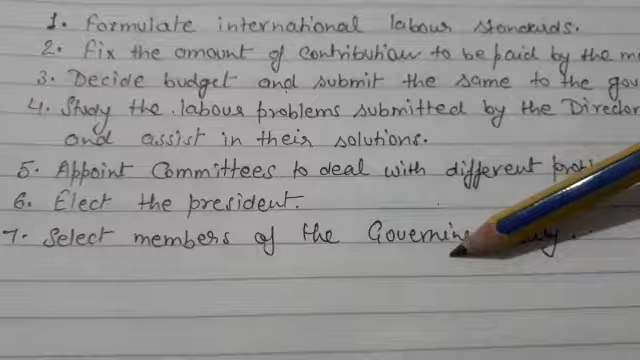 1. Formulate international labour standards.
2. Fix the amount of contribution to be paid by the m
3. Decide budget and submit the same to the gov
4. Study the labour problems submitted by the Director
and assist in their solutions.
5. Appoint Committees to deal with different
6. Elect the president.
7. Select members of the